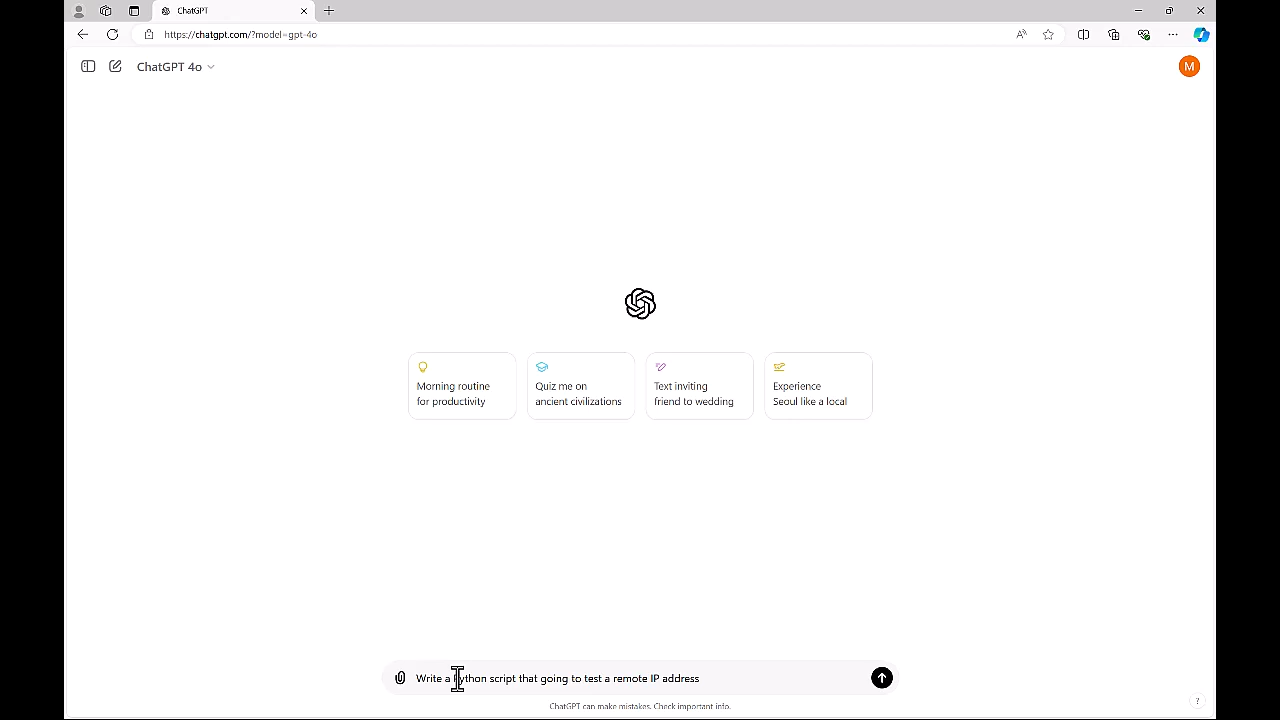 ChatGPT
https://chatgpt.com/?model=gpt-4o
ChatGPT 4o
M
Morning routine
for productivity
Quiz me on
ancient civilizations
Text inviting
friend to wedding
Experience
Seoul like a local
Write a Python script that going to test a remote IP address
ChatGPT can make mistakes. Check important info.
?